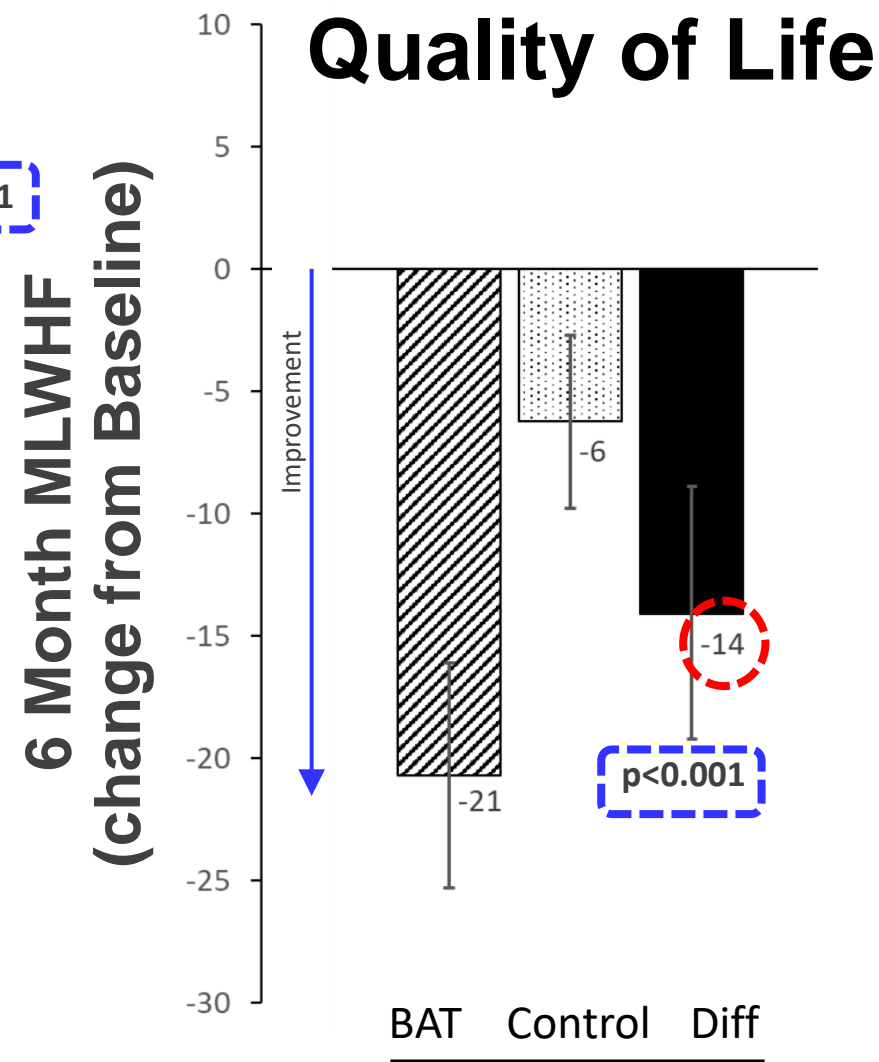 Quality of Life
10
5
0
-5
-10
-15
-20
-25
-30
1
6 Month MLWHF
(change from Baseline)
Improvement
-21
-6
-14
p<0.001
BAT Control Diff